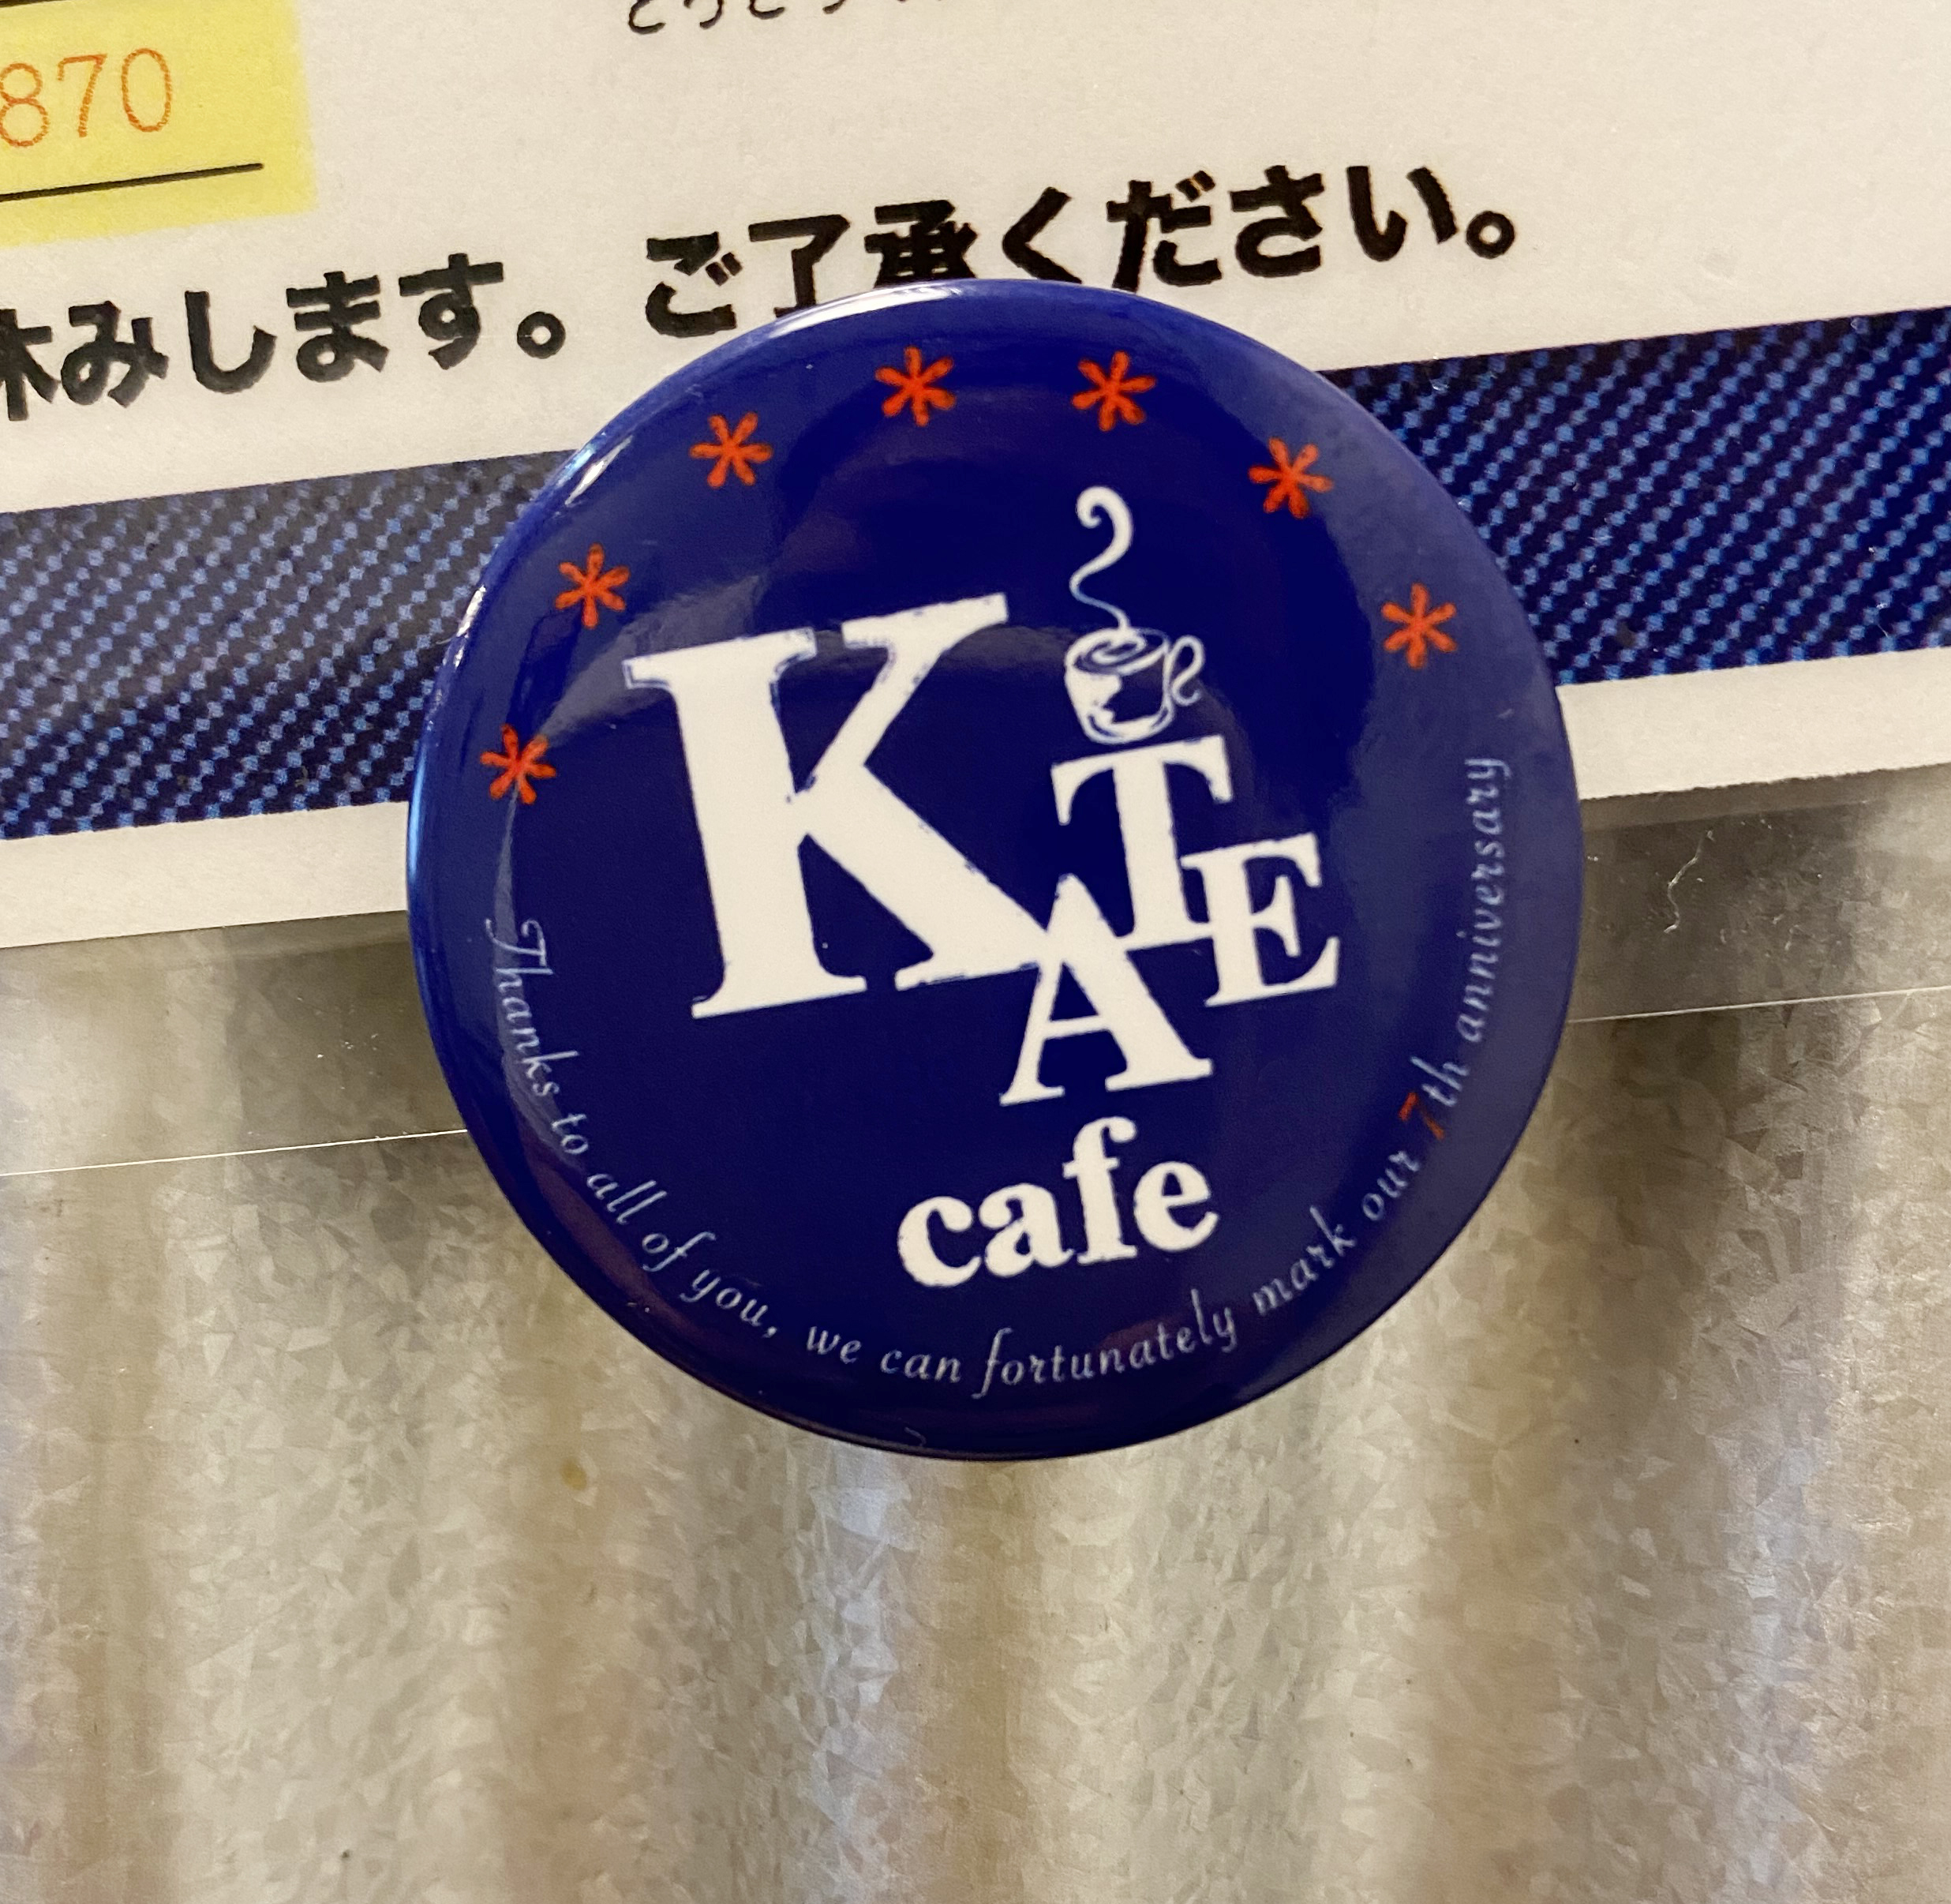 870
休みします。ご了承ください。
KATE
cafe
Thanks to all of you, we can fortunately mark our 7th anniversary